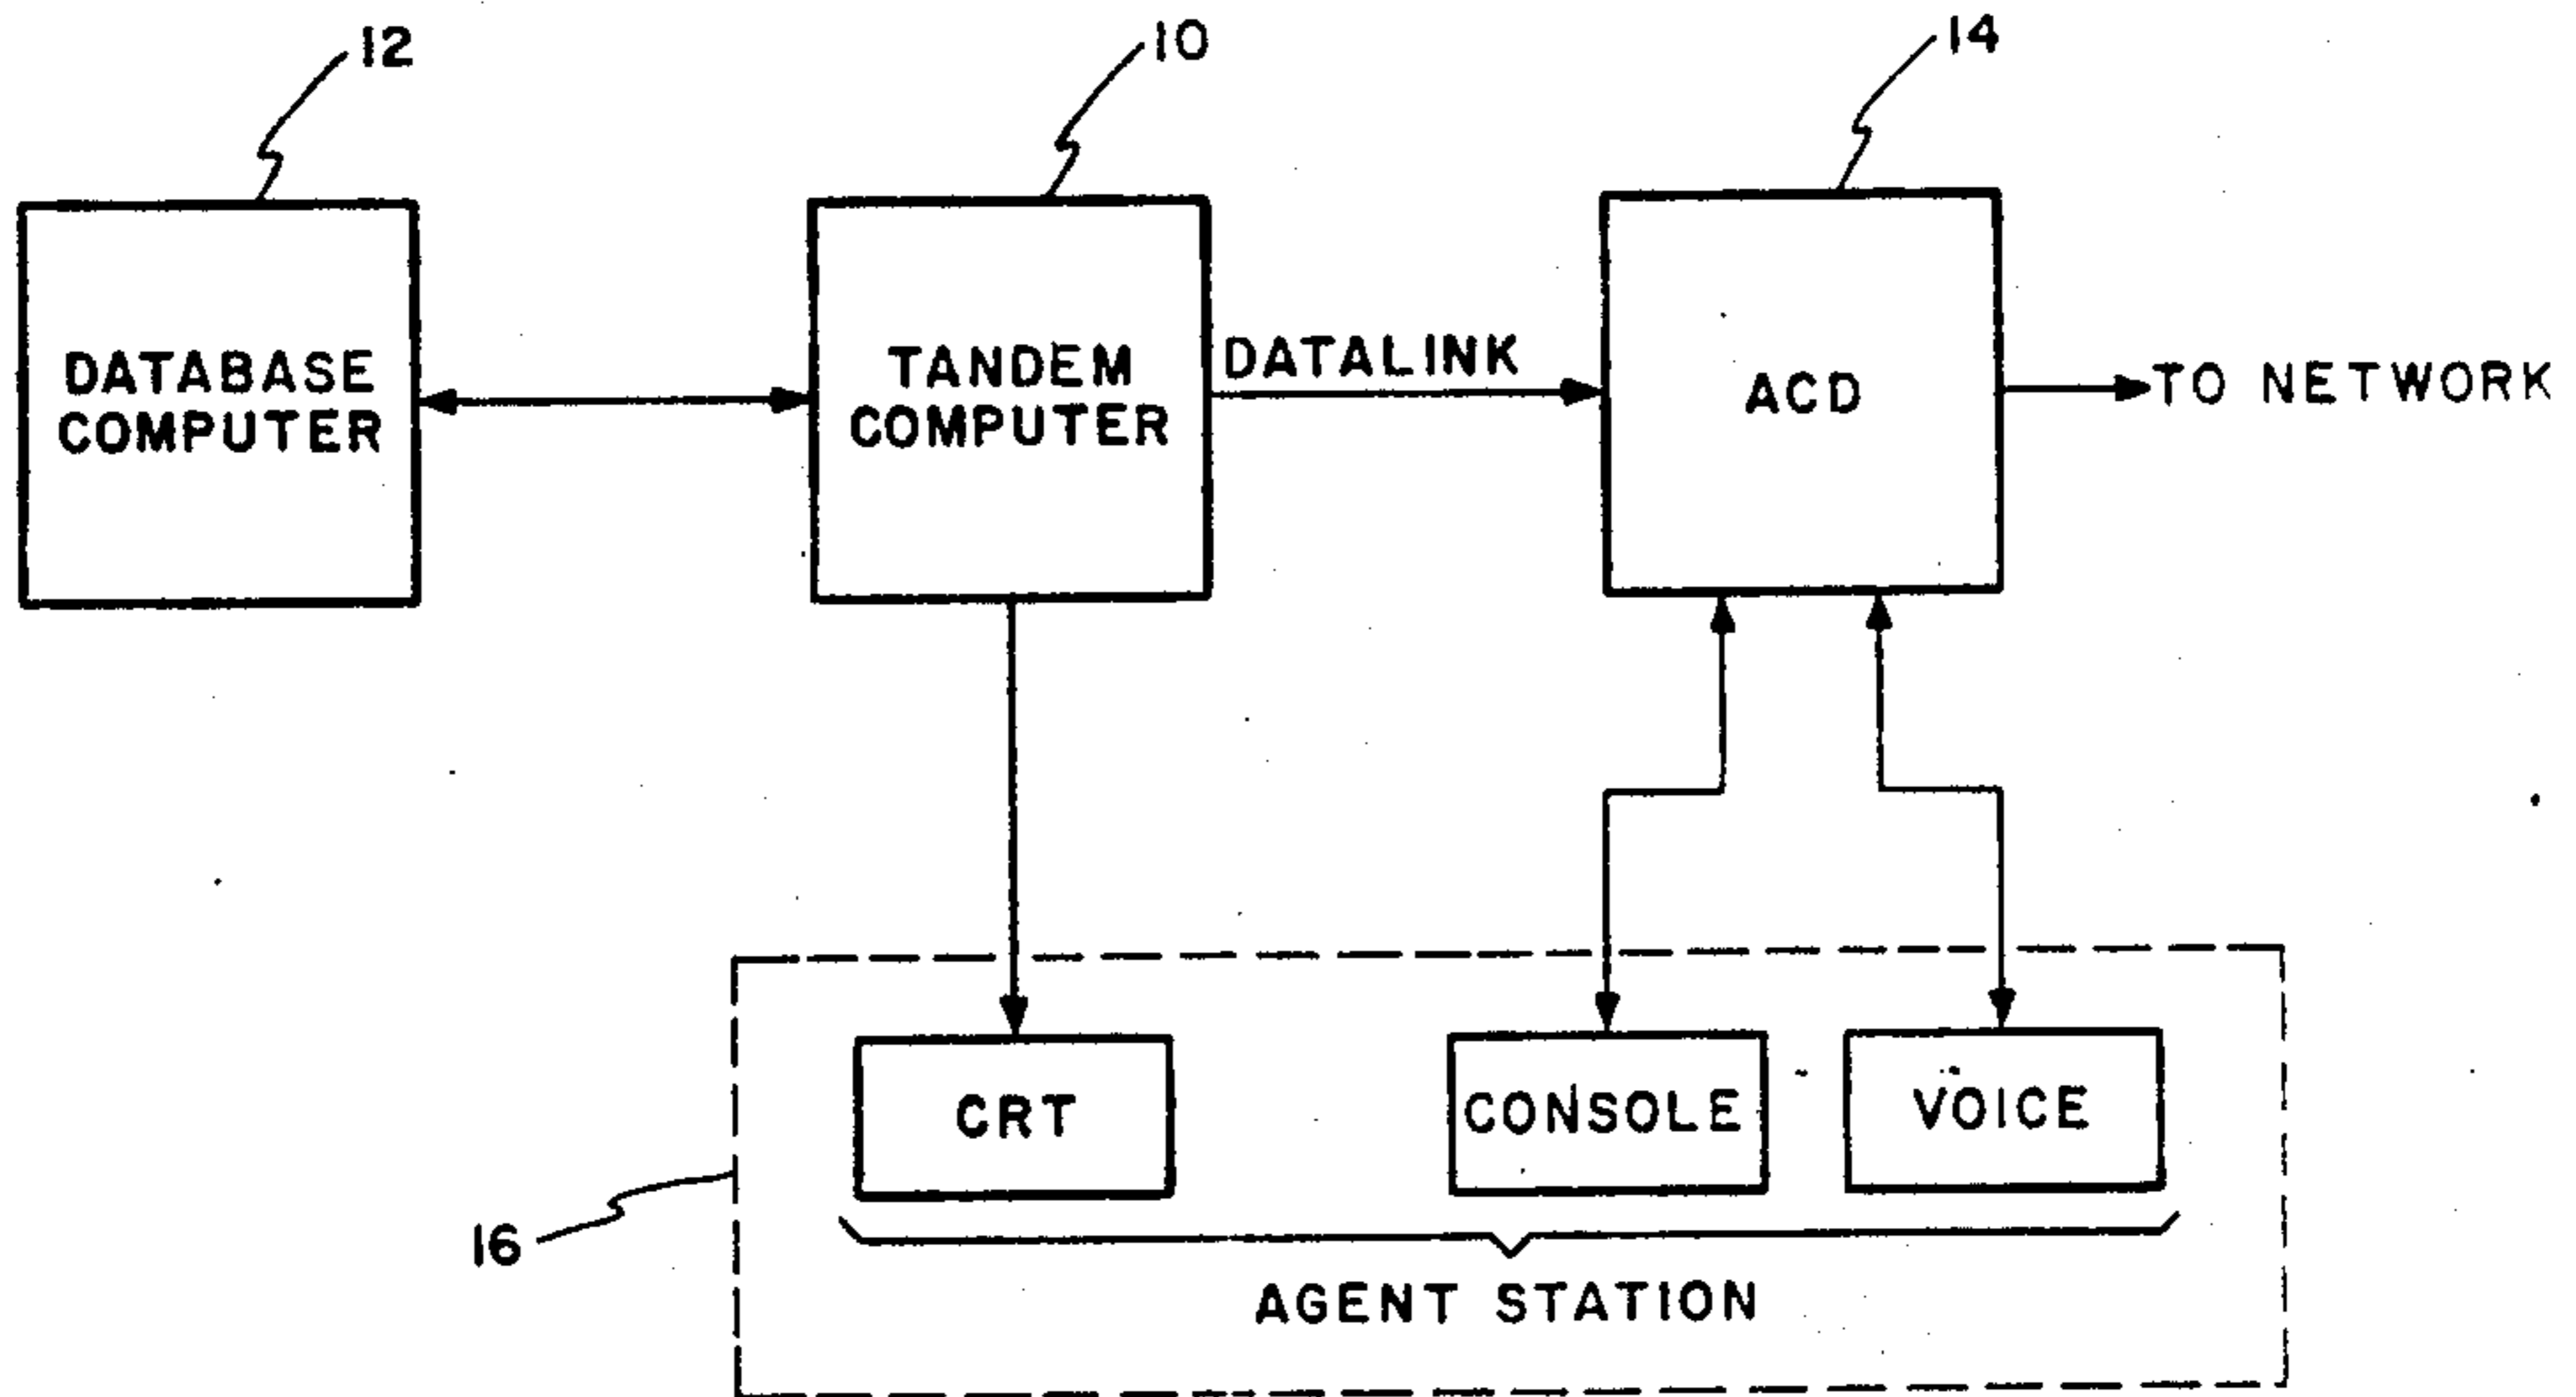 12
10
14
DATABASE
COMPUTER
TANDEM
COMPUTER
DATALINK
ACD
TO NETWORK
CRT
CONSOLE
VOICE
16
AGENT STATION